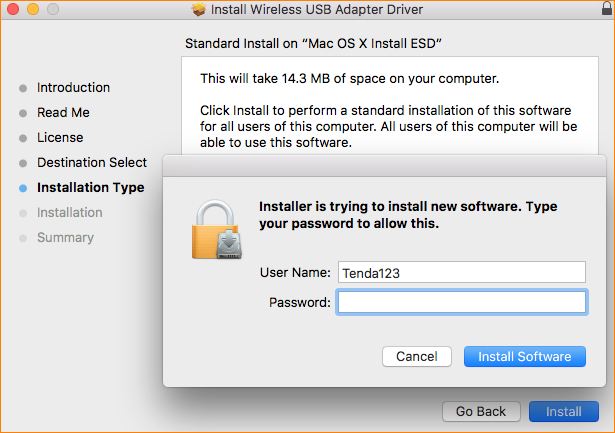 Install Wireless USB Adapter Driver
Standard Install on “Mac OS X Install ESD”
Introduction
Read Me
License
Destination Select
Installation Type
Installation
Summary
This will take 14.3 MB of space on your computer.
Click Install to perform a standard installation of this software
for all users of this computer. All users of this computer will be
able to use this software.
Installer is trying to install new software. Type
your password to allow this.
User Name: Tenda123
Password:
Cancel Install Software
Go Back Install